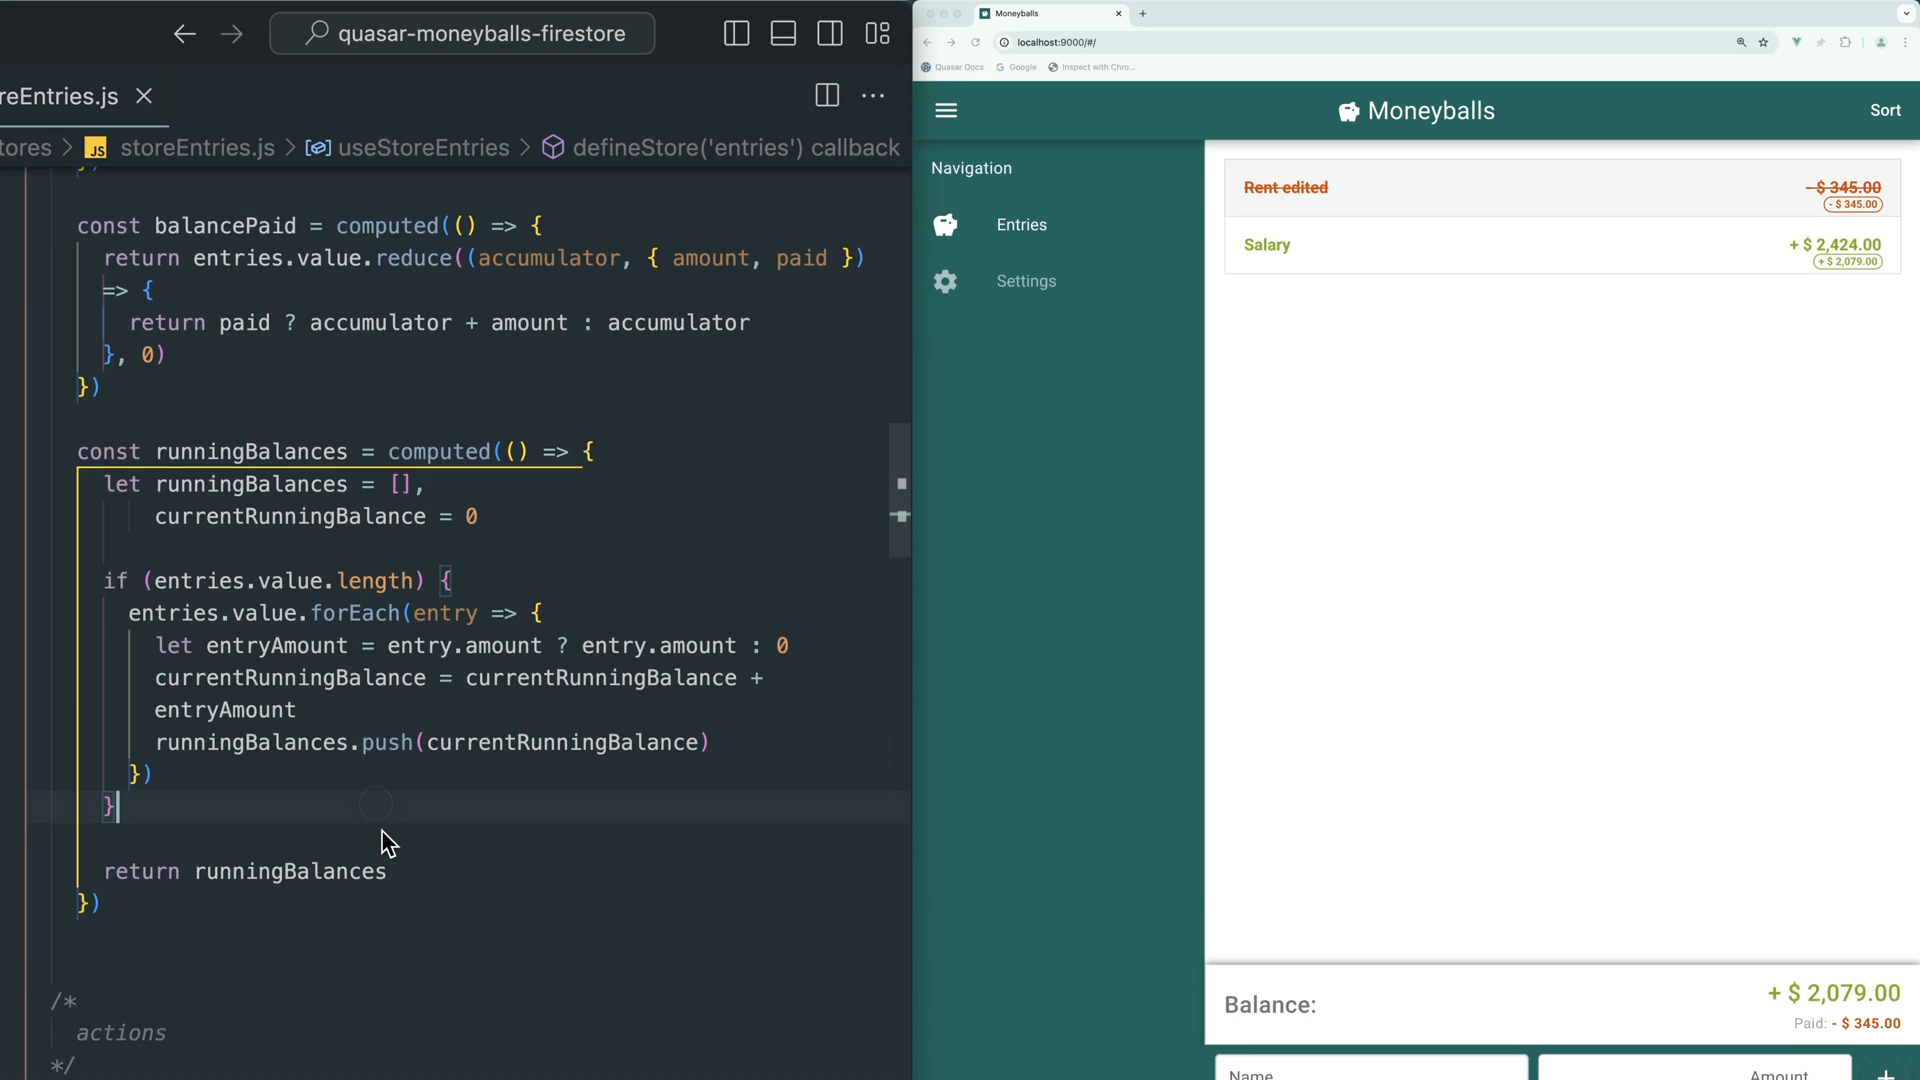 quasar-moneyballs-firestore
reEntries.js
tores > JS storeEntries.js > useStoreEntries > defineStore('entries') callback
const balancePaid = computed(() => {
return entries.value.reduce((accumulator, { amount, paid })
=> {
return paid ? accumulator + amount : accumulator
}, 0)
})
const runningBalances = computed(() => {
let runningBalances = [],
currentRunningBalance = 0
if (entries.value.length) {
entries.value.forEach(entry => {
let entryAmount = entry.amount ? entry.amount : 0
currentRunningBalance = currentRunningBalance +
entryAmount
runningBalances.push(currentRunningBalance)
})
}
return runningBalances
})
/*
actions
*/
Moneyballs
localhost:9000/#/
Quasar Docs Google Inspect with Chro...
Moneyballs
Sort
Navigation
Entries
Settings
Rent edited - $ 345.00
- $ 345.00
Salary + $ 2,424.00
+ $ 2,079.00
Balance: + $ 2,079.00
Paid: - $ 345.00
Name Amount +